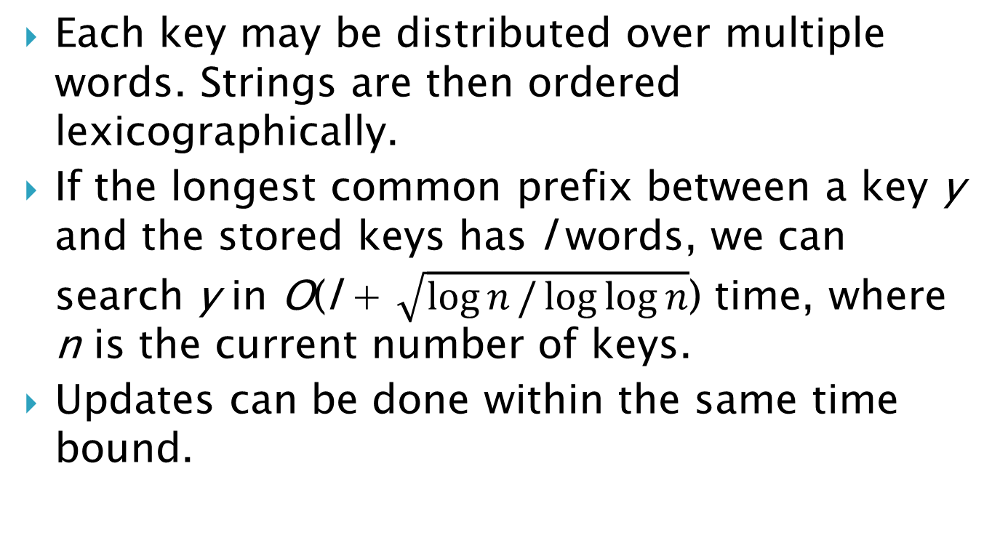 Each key may be distributed over multiple
words. Strings are then ordered
lexicographically.
If the longest common prefix between a key y
and the stored keys has l words, we can
search y in O(l + √(log n / log log n)) time, where
n is the current number of keys.
Updates can be done within the same time
bound.